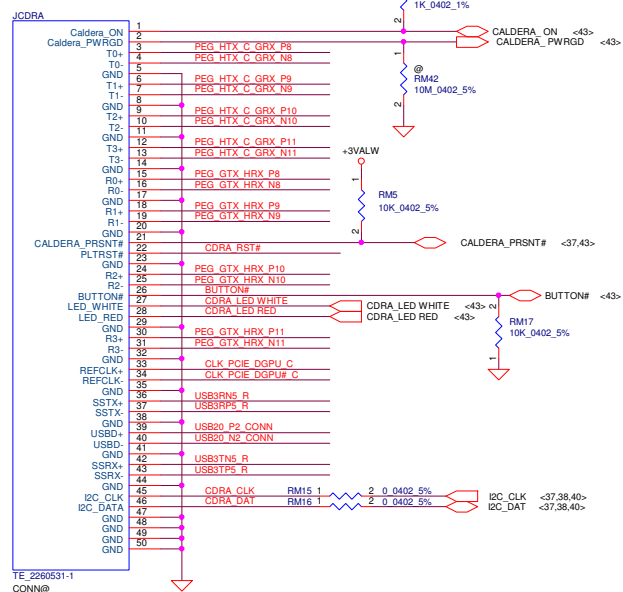 1K_0402_1%
2
JCDRA
Caldera_ON 1 CALDERA_ON <43>
Caldera_PWRGD 2 CALDERA_PWRGD <43>
T0+ 3 PEG_HTX_C_GRX_P8
T0- 4 PEG_HTX_C_GRX_N8
GND 5
1
@
RM42
10M_0402_5%
2
T1+ 6 PEG_HTX_C_GRX_P9
T1- 7 PEG_HTX_C_GRX_N9
GND 8
T2+ 9 PEG_HTX_C_GRX_P10
T2- 10 PEG_HTX_C_GRX_N10
GND 11
T3+ 12 PEG_HTX_C_GRX_P11
T3- 13 PEG_HTX_C_GRX_N11
GND 14
+3VALW
1
RM5
10K_0402_5%
2
R0+ 15 PEG_GTX_HRX_P8
R0- 16 PEG_GTX_HRX_N8
GND 17
R1+ 18 PEG_GTX_HRX_P9
R1- 19 PEG_GTX_HRX_N9
GND 20
CALDERA_PRSNT# 21 CALDERA_PRSNT# <37,43>
PLTRST# 22 CDRA_RST#
GND 23
R2+ 24 PEG_GTX_HRX_P10
R2- 25 PEG_GTX_HRX_N10
BUTTON# 26 BUTTON# BUTTON# <43>
LED_WHITE 27 CDRA_LED WHITE CDRA_LED WHITE <43>
LED_RED 28 CDRA_LED RED CDRA_LED RED <43>
2
RM17
10K_0402_5%
1
GND 29
R3+ 30 PEG_GTX_HRX_P11
R3- 31 PEG_GTX_HRX_N11
GND 32
REFCLK+ 33 CLK_PCIE_DGPU_C
REFCLK- 34 CLK_PCIE_DGPU#_C
GND 35
SSTX+ 36 USB3RN5_R
SSTX- 37 USB3RP5_R
GND 38
USBD+ 39 USB20_P2_CONN
USBD- 40 USB20_N2_CONN
GND 41
SSRX+ 42 USB3TN5_R
SSRX- 43 USB3TP5_R
GND 44
I2C_CLK 45 CDRA_CLK RM15 1 2 0_0402_5% I2C_CLK <37,38,40>
I2C_DATA 46 CDRA_DAT RM16 1 2 0_0402_5% I2C_DAT <37,38,40>
GND 47
GND 48
GND 49
GND 50
TE_2260531-1
CONN@